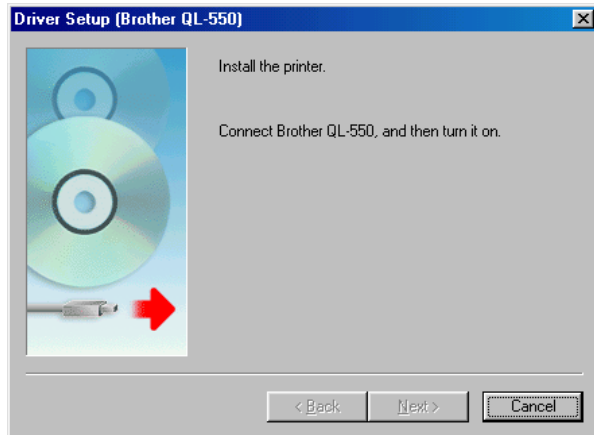 Driver Setup (Brother QL-550)
Install the printer.
Connect Brother QL-550, and then turn it on.
< Back
Next >
Cancel